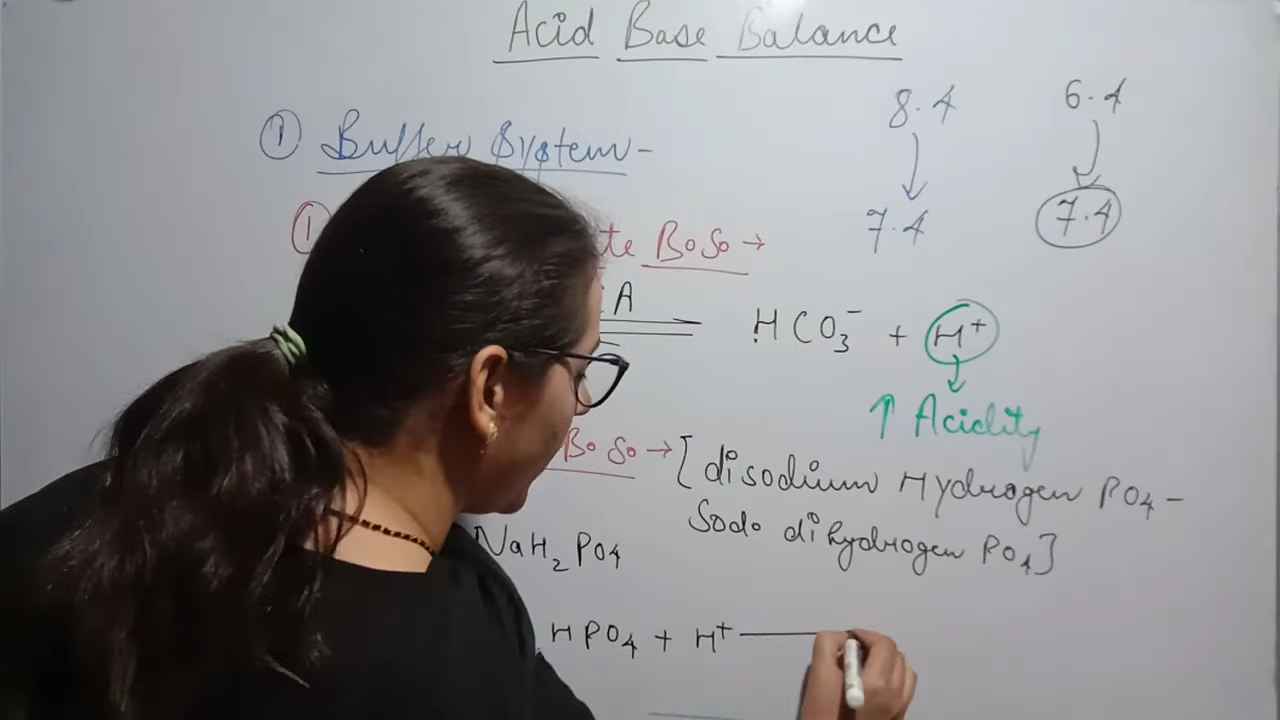 Acid Base Balance
8.4 6.4
① Buffer System -
7.4 7.4
① te BoSo →
A HCO₃⁻ + H⁺
↑ Acidity
BoSo → [disodium Hydrogen PO₄ -
Sodo dihydrogen PO₄]
NaH₂PO₄
HPO₄ + H⁺